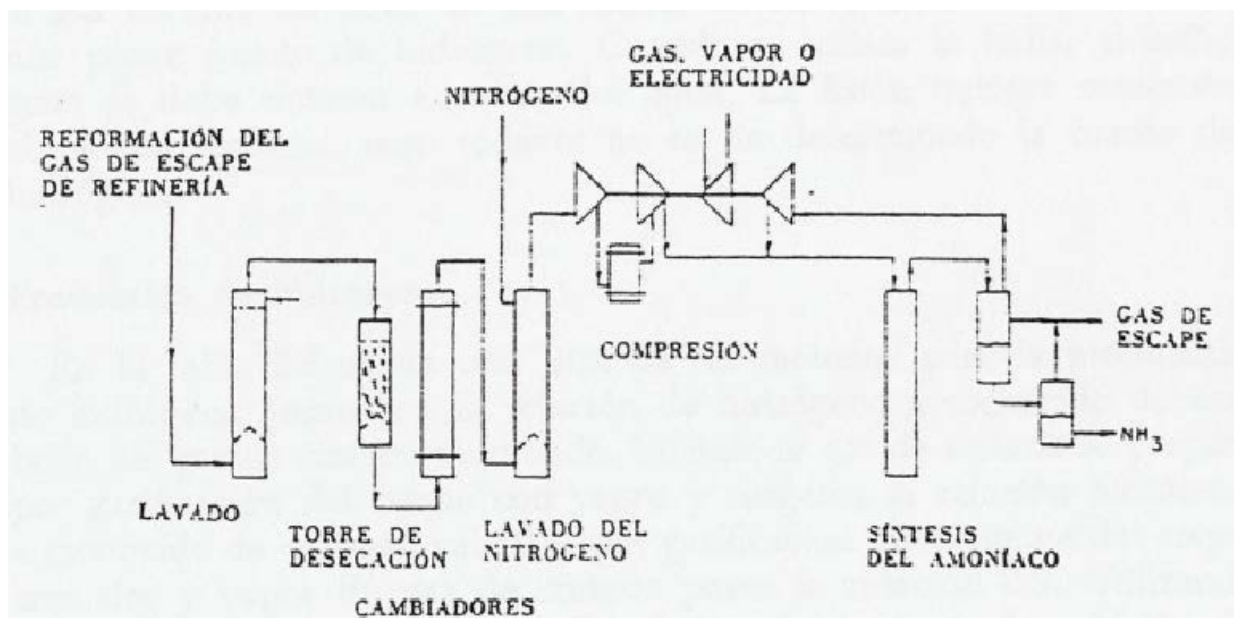 GAS, VAPOR O
ELECTRICIDAD
NITRÓGENO
REFORMACIÓN DEL
GAS DE ESCAPE
DE REFINERÍA
COMPRESIÓN
GAS DE
ESCAPE
NH3
LAVADO
TORRE DE
DESECACIÓN
LAVADO DEL
NITRÓGENO
SÍNTESIS
DEL AMONÍACO
CAMBIADORES